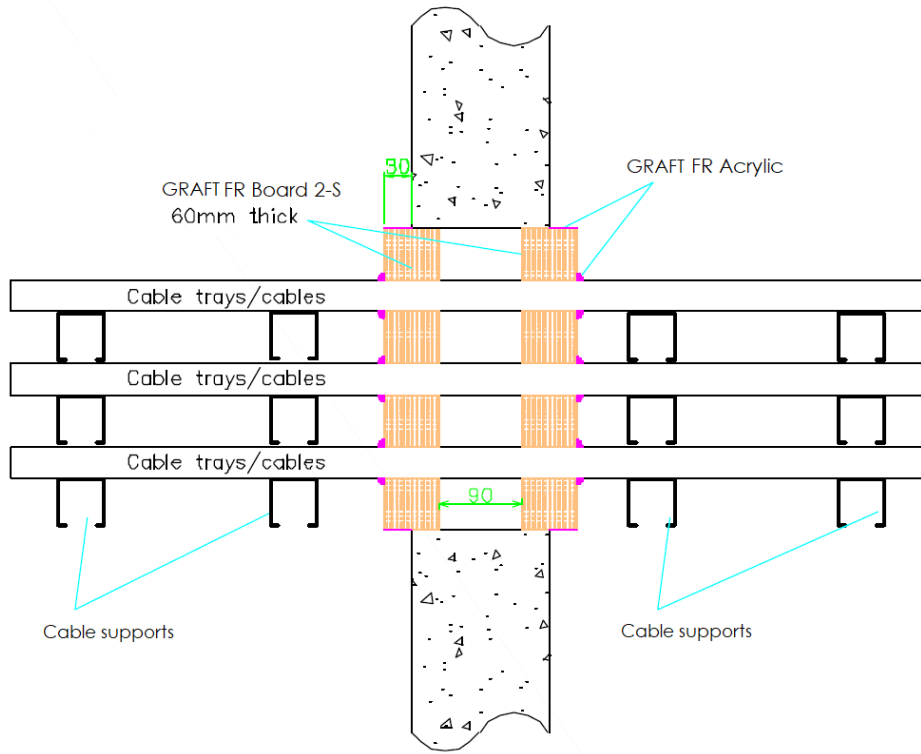 30
GRAFT FR Board 2-S
60mm thick
GRAFT FR Acrylic
Cable trays/cables
Cable trays/cables
Cable trays/cables
90
Cable supports
Cable supports